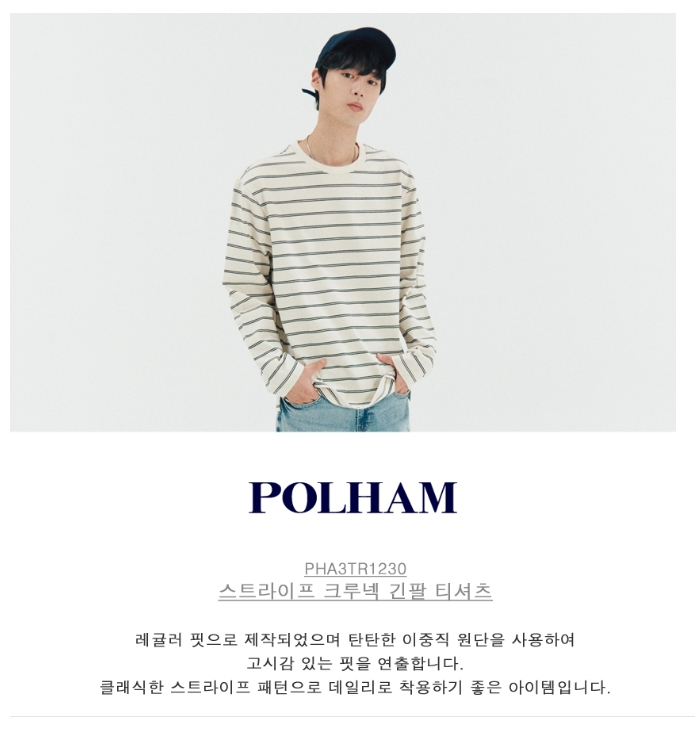 POLHAM
PHA3TR1230
스트라이프 크루넥 긴팔 티셔츠
레귤러 핏으로 제작되었으며 탄탄한 이중직 원단을 사용하여
고시감 있는 핏을 연출합니다.
클래식한 스트라이프 패턴으로 데일리로 착용하기 좋은 아이템입니다.